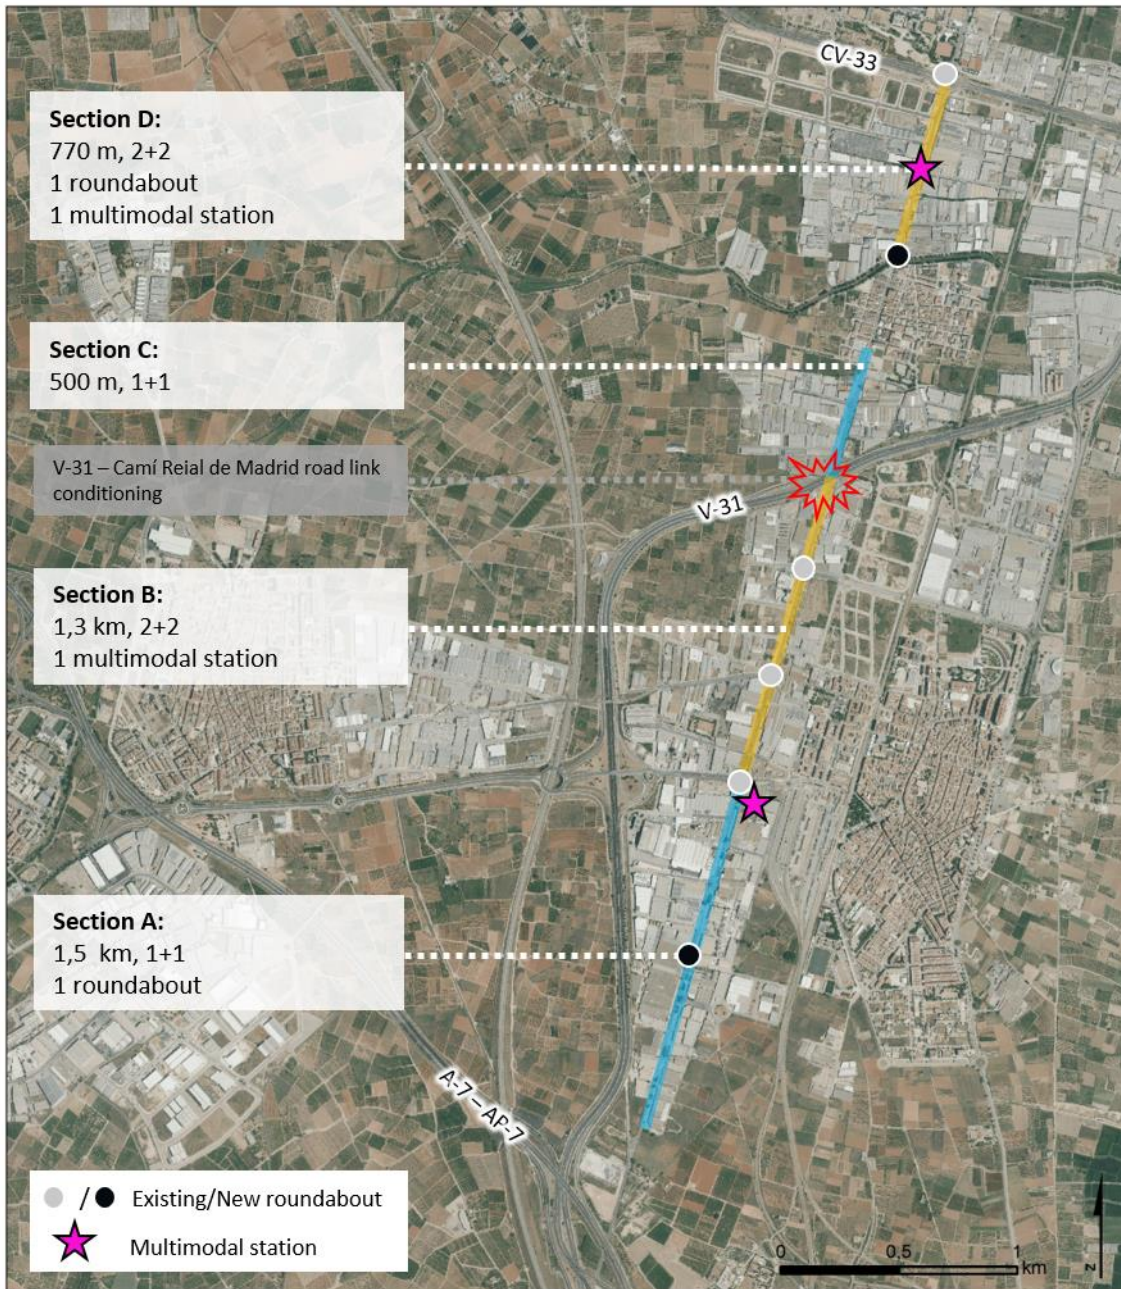 CV-33
Section D:
770 m, 2+2
1 roundabout
1 multimodal station
Section C:
500 m, 1+1
V-31 – Camí Reial de Madrid road link
conditioning
V-31
Section B:
1,3 km, 2+2
1 multimodal station
Section A:
1,5 km, 1+1
1 roundabout
A-7 – AP-7
/ Existing/New roundabout
Multimodal station
0 0,5 1
km
N